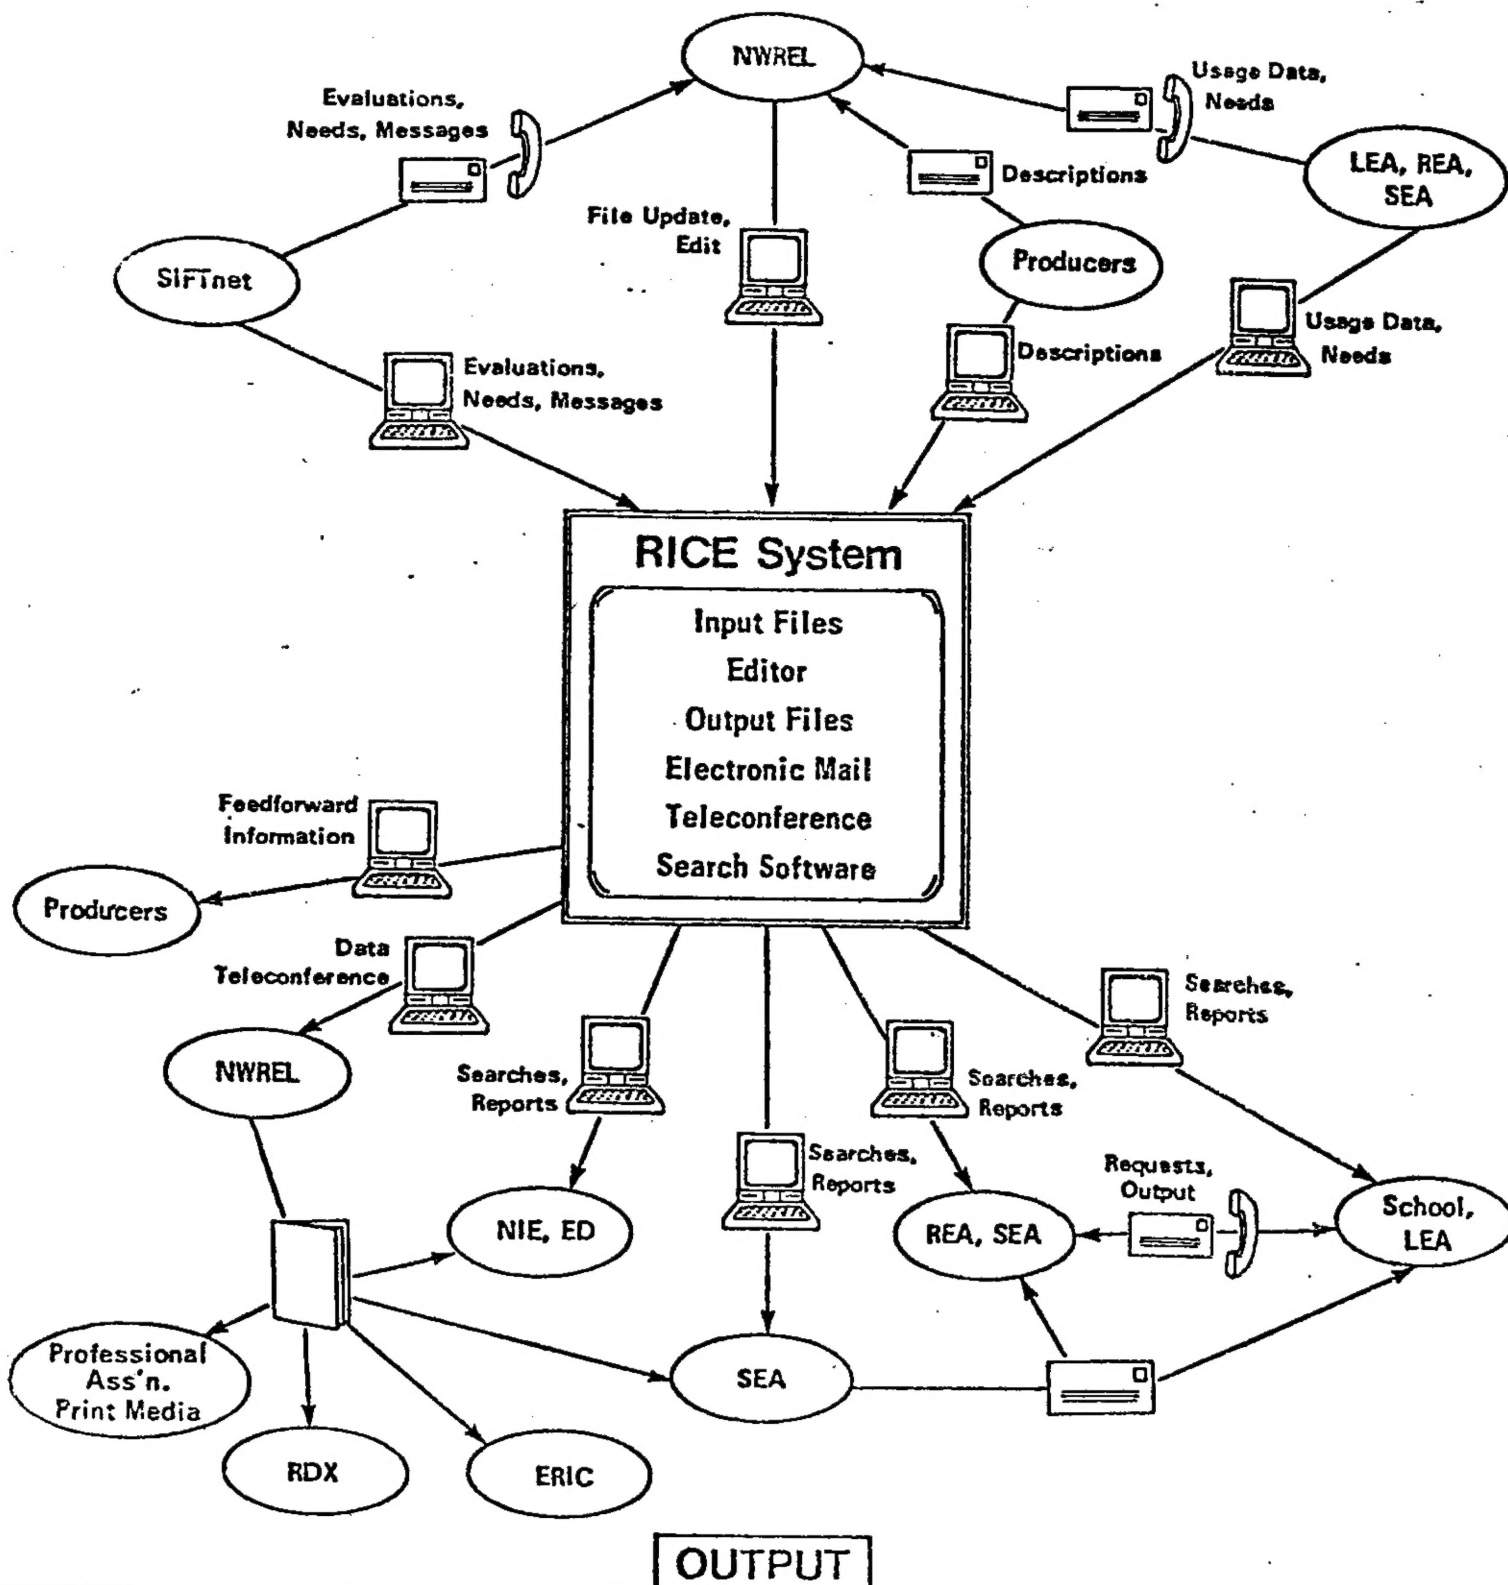 NWREL
Usage Data,
Needs
Evaluations,
Needs, Messages
LEA, REA,
SEA
Descriptions
File Update,
Edit
Producers
SIFTnet
Usage Data,
Needs
Descriptions
Evaluations,
Needs, Messages
RICE System
Input Files
Editor
Output Files
Electronic Mail
Teleconference
Search Software
Feedforward
Information
Producers
Data
Teleconference
Searches,
Reports
NWREL
Searches,
Reports
Searches,
Reports
Searches,
Reports
Requests,
Output
School,
LEA
NIE, ED
REA, SEA
Professional
Ass'n.
Print Media
SEA
RDX
ERIC
OUTPUT